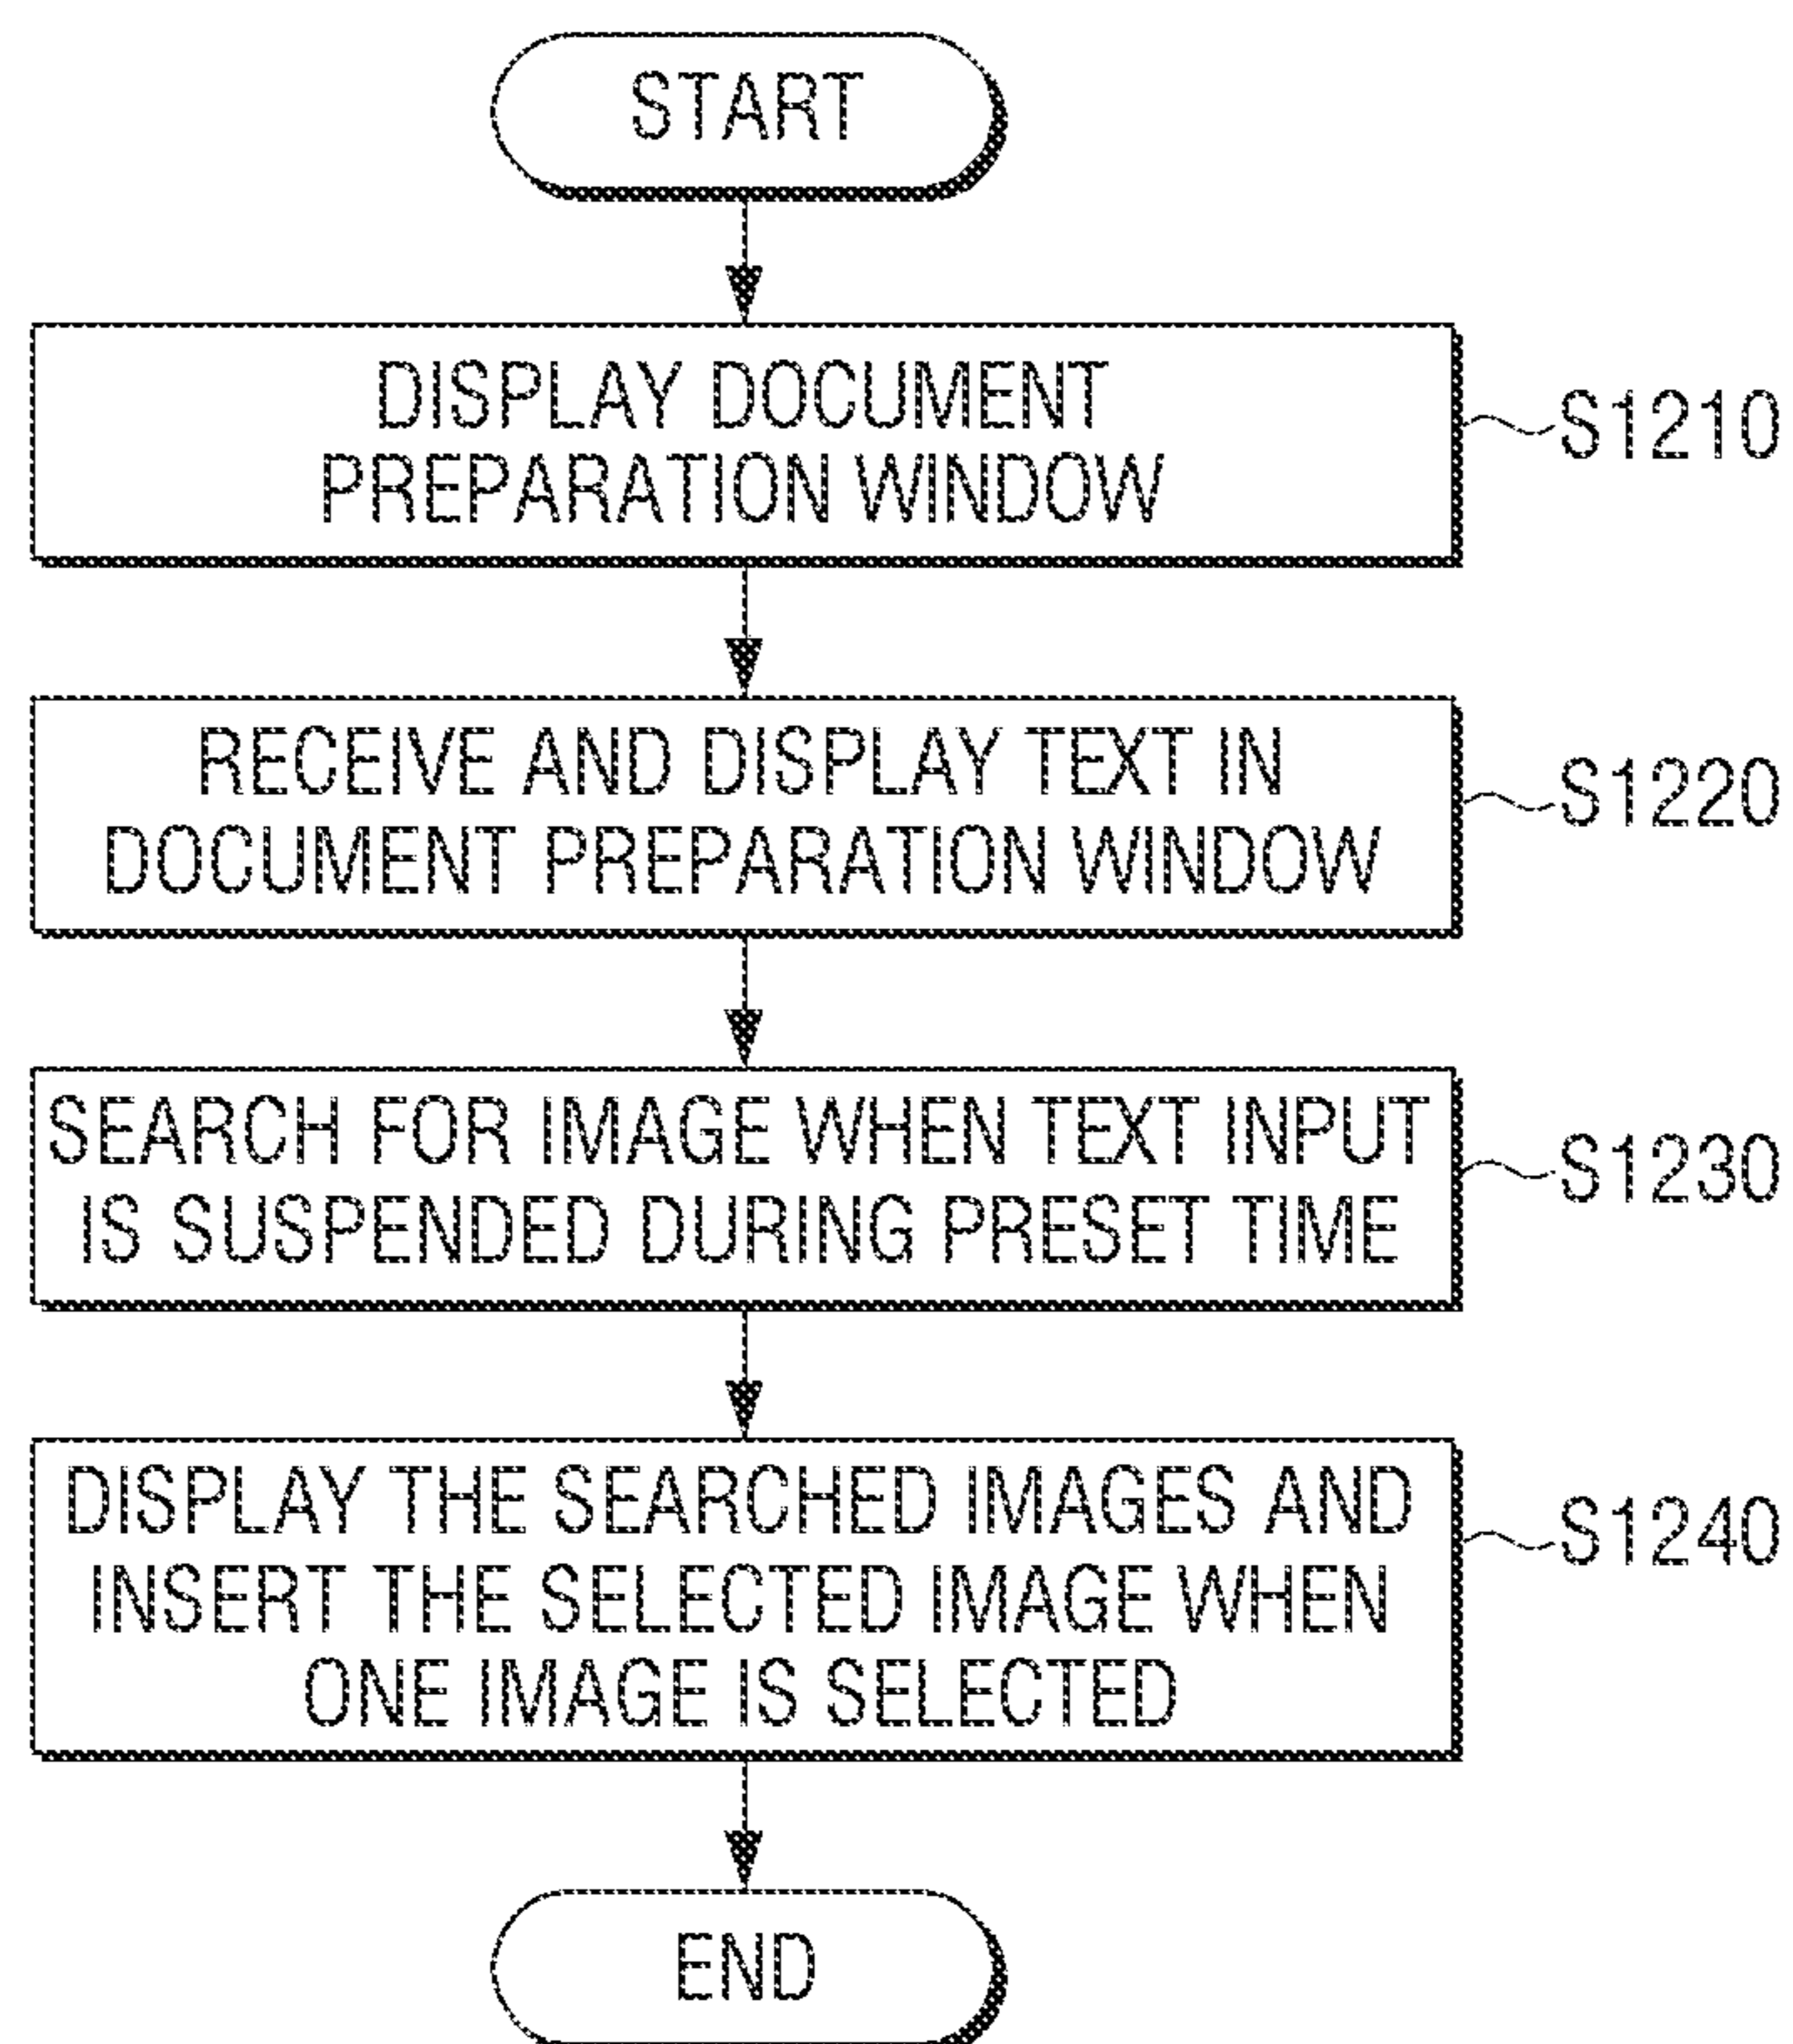 START
DISPLAY DOCUMENT
PREPARATION WINDOW
S1210
RECEIVE AND DISPLAY TEXT IN
DOCUMENT PREPARATION WINDOW
S1220
SEARCH FOR IMAGE WHEN TEXT INPUT
IS SUSPENDED DURING PRESET TIME
S1230
DISPLAY THE SEARCHED IMAGES AND
INSERT THE SELECTED IMAGE WHEN
ONE IMAGE IS SELECTED
S1240
END